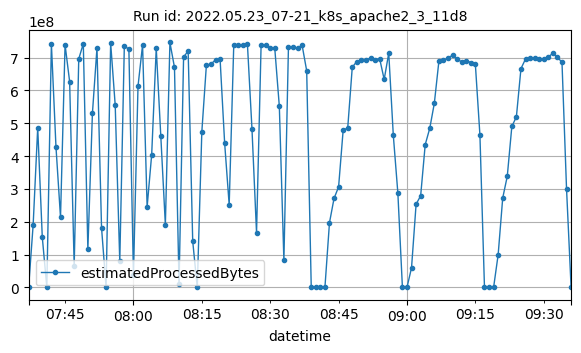 Run id: 2022.05.23_07-21_k8s_apache2_3_11d8
1e8
7
6
5
4
3
2
1
0
estimatedProcessedBytes
07:45 08:00 08:15 08:30 08:45 09:00 09:15 09:30
datetime